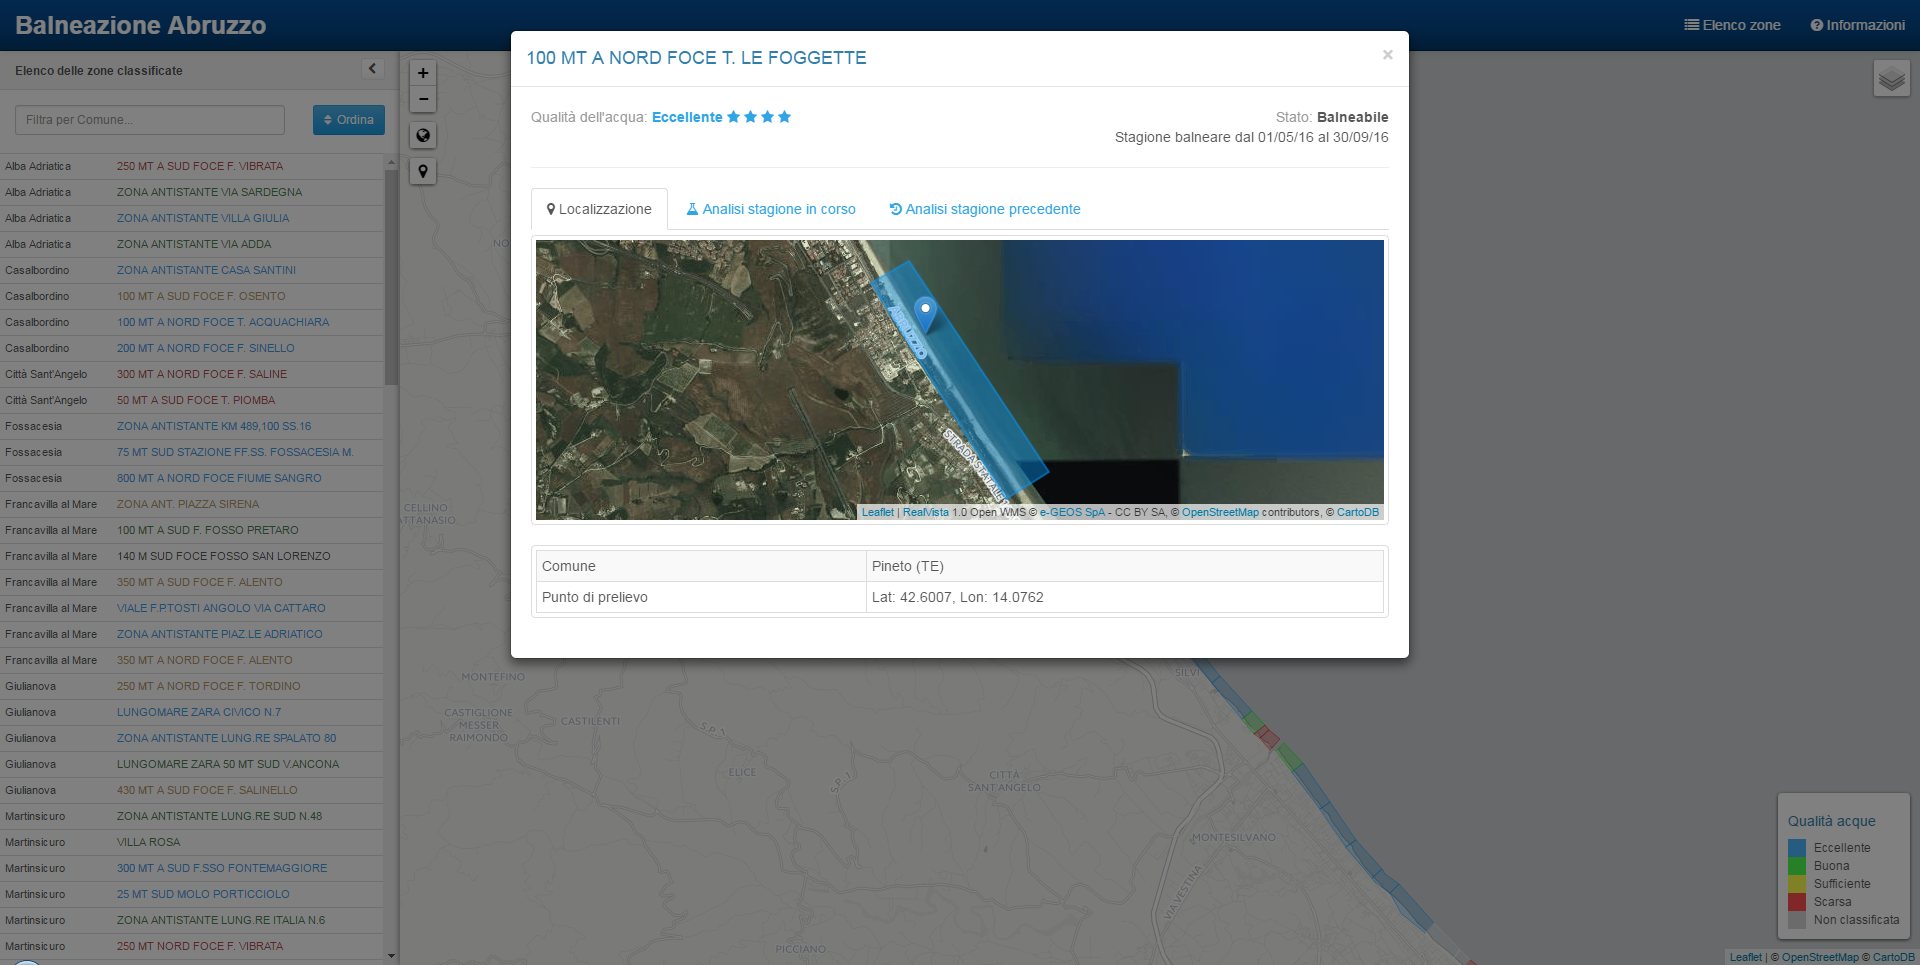 Balneazione Abruzzo
Elenco zone
Informazioni
Elenco delle zone classificate
Filtra per Comune...
Ordina
Alba Adriatica 250 MT A SUD FOCE F. VIBRATA
Alba Adriatica ZONA ANTISTANTE VIA SARDEGNA
Alba Adriatica ZONA ANTISTANTE VILLA GIULIA
Alba Adriatica ZONA ANTISTANTE VIA ADDA
Casalbordino ZONA ANTISTANTE CASA SANTINI
Casalbordino 100 MT A SUD FOCE F. OSENTO
Casalbordino 100 MT A NORD FOCE T. ACQUACHIARA
Casalbordino 200 MT A NORD FOCE F. SINELLO
Città Sant'Angelo 300 MT A NORD FOCE F. SALINE
Città Sant'Angelo 50 MT A SUD FOCE T. PIOMBA
Fossacesia ZONA ANTISTANTE KM 489,100 SS.16
Fossacesia 75 MT SUD STAZIONE FF.SS. FOSSACESIA M.
Fossacesia 800 MT A NORD FOCE FIUME SANGRO
Francavilla al Mare ZONA ANT. PIAZZA SIRENA
Francavilla al Mare 100 MT A SUD F. FOSSO PRETARO
Francavilla al Mare 140 M SUD FOCE FOSSO SAN LORENZO
Francavilla al Mare 350 MT A SUD FOCE F. ALENTO
Francavilla al Mare VIALE F.P.TOSTI ANGOLO VIA CATTARO
Francavilla al Mare ZONA ANTISTANTE PIAZ.LE ADRIATICO
Francavilla al Mare 350 MT A NORD FOCE F. ALENTO
Giulianova 250 MT A NORD FOCE F. TORDINO
Giulianova LUNGOMARE ZARA CIVICO N.7
Giulianova ZONA ANTISTANTE LUNG.RE SPALATO 80
Giulianova LUNGOMARE ZARA 50 MT SUD V.ANCONA
Giulianova 430 MT A SUD FOCE F. SALINELLO
Martinsicuro ZONA ANTISTANTE LUNG.RE SUD N.48
Martinsicuro VILLA ROSA
Martinsicuro 300 MT A SUD F.SSO FONTEMAGGIORE
Martinsicuro 25 MT SUD MOLO PORTICCIOLO
Martinsicuro ZONA ANTISTANTE LUNG.RE ITALIA N.6
Martinsicuro 250 MT NORD FOCE F. VIBRATA
+
−
NO
CELLINO
ATTANASIO
100 MT A NORD FOCE T. LE FOGGETTE
×
Qualità dell'acqua: Eccellente
Stato: Balneabile
Stagione balneare dal 01/05/16 al 30/09/16
Localizzazione
Analisi stagione in corso
Analisi stagione precedente
ABRUZZO
STRADA STATALE 1
Leaflet | RealVista 1.0 Open WMS © e-GEOS SpA - CC BY SA, © OpenStreetMap contributors, © CartoDB
Comune Pineto (TE)
Punto di prelievo Lat: 42.6007, Lon: 14.0762
SILVI
MONTEFINO
CASTIGLIONE
MESSER
RAIMONDO
CASTILENTI
S.P. 1
ELICE
S.P. 1
CITTÀ
SANT'ANGELO
MONTESILVANO
VIA VESTINA
PICCIANO
Qualità acque
Eccellente
Buona
Sufficiente
Scarsa
Non classificata
Leaflet | © OpenStreetMap © CartoDB